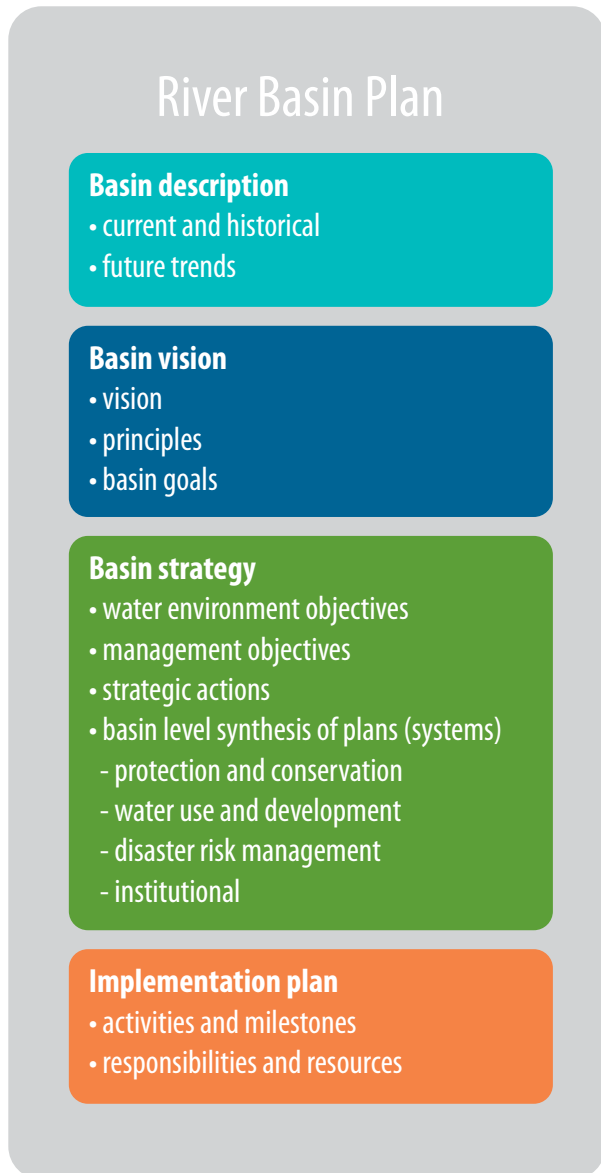 River Basin Plan
Basin description
• current and historical
• future trends
Basin vision
• vision
• principles
• basin goals
Basin strategy
• water environment objectives
• management objectives
• strategic actions
• basin level synthesis of plans (systems)
- protection and conservation
- water use and development
- disaster risk management
- institutional
Implementation plan
• activities and milestones
• responsibilities and resources